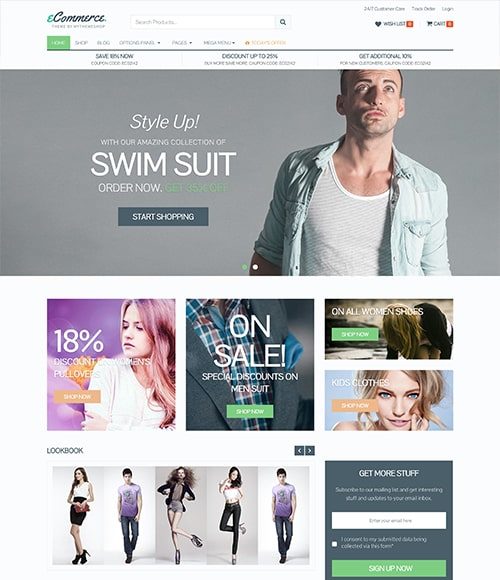 24/7 Customer Care Track Order Login
eCommerce.
THEME BY MYTHEMESHOP
Search Products...
WISH LIST 0 CART 0
HOME SHOP BLOG OPTIONS PANEL PAGES MEGA MENU TODAY'S OFFER
SAVE 18% NOW
COUPON CODE: ECO2142
DISCOUNT UP TO 25%
BUY MORE SAVE MORE, CAUPON CODE: ECO2142
GET ADDITIONAL 10%
FOR NEW CUSTOMERS, CAUPON CODE: ECO2142
Style Up!
WITH OUR AMAZING COLLECTION OF
SWIM SUIT
ORDER NOW, GET 35% OFF
START SHOPPING
18%
DISCOUNT ON WOMEN'S
PULLOVERS
SHOP NOW
ON
SALE!
SPECIAL DISCOUNTS ON
MEN SUIT
SHOP NOW
ON ALL WOMEN SHOES
SHOP NOW
KIDS CLOTHES
SHOP NOW
LOOKBOOK
GET MORE STUFF
Subscribe to our mailing list and get interesting
stuff and updates to your email inbox.
Enter your email here
I consent to my submitted data being
collected via this form*
SIGN UP NOW